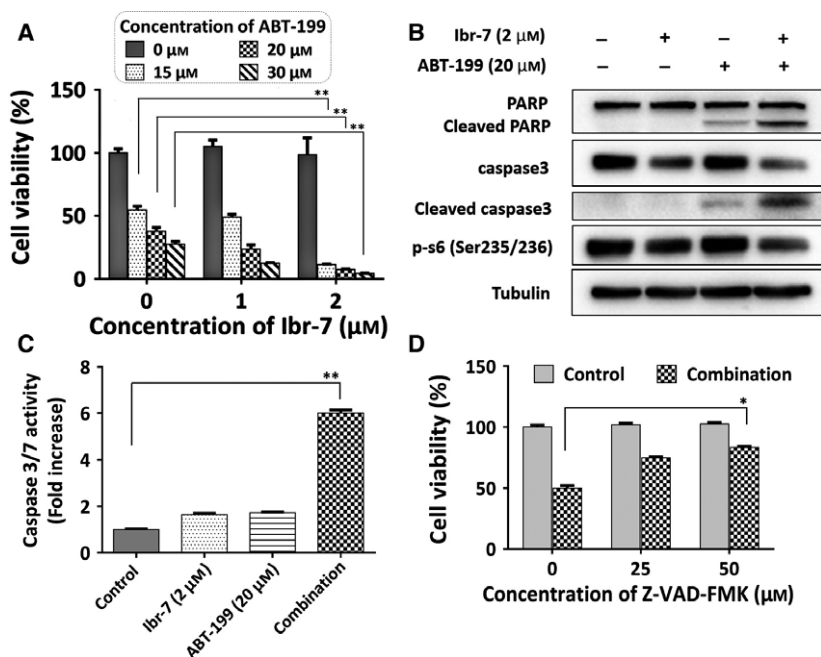 A
Concentration of ABT-199
0 μM
20 μM
15 μM
30 μM
Cell viability (%)
150
100
50
0
**
**
**
0
1
2
Concentration of Ibr-7 (μM)
B
Ibr-7 (2 μM) – + – +
ABT-199 (20 μM) – – + +
PARP
Cleaved PARP
caspase3
Cleaved caspase3
p-s6 (Ser235/236)
Tubulin
C
Caspase 3/7 activity
(Fold increase)
8
6
4
2
0
**
Control
Ibr-7 (2 μM)
ABT-199 (20 μM)
Combination
D
Control
Combination
Cell viability (%)
150
100
50
0
*
0
25
50
Concentration of Z-VAD-FMK (μM)